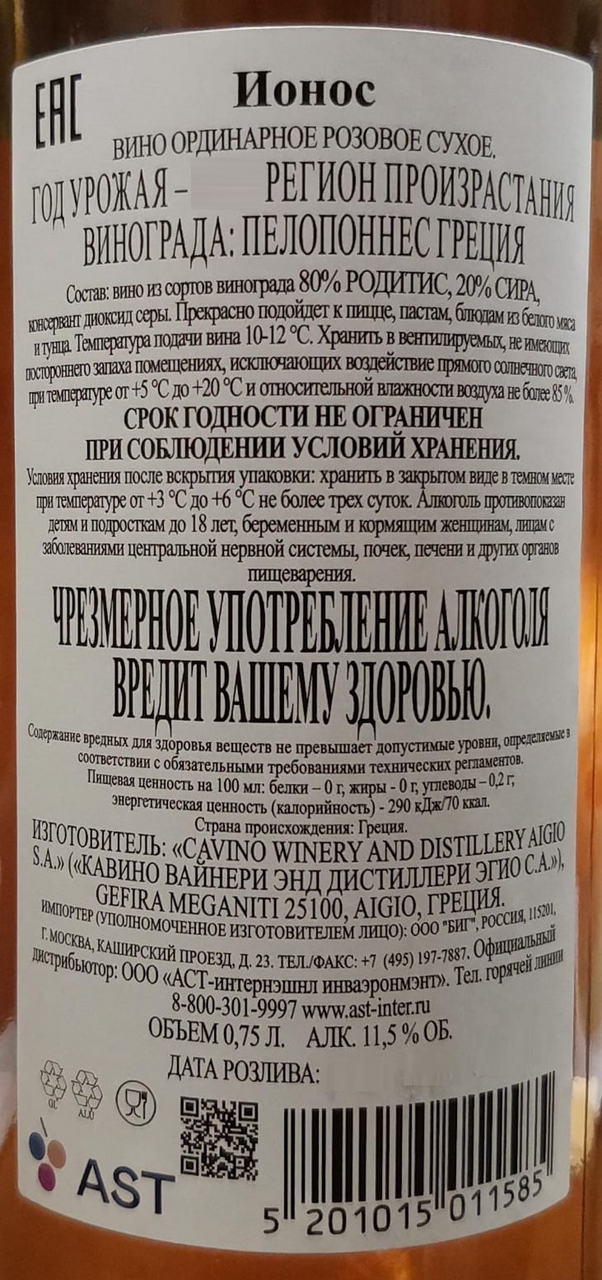 EAC
Ионос
ВИНО ОРДИНАРНОЕ РОЗОВОЕ СУХОЕ.
ГОД УРОЖАЯ – РЕГИОН ПРОИЗРАСТАНИЯ
ВИНОГРАДА: ПЕЛОПОННЕС ГРЕЦИЯ
Состав: вино из сортов винограда 80% РОДИТИС, 20% СИРА,
консервант диоксид серы. Прекрасно подойдет к пицце, пастам, блюдам из белого мяса
и тунца. Температура подачи вина 10-12 °С. Хранить в вентилируемых, не имеющих
постороннего запаха помещениях, исключающих воздействие прямого солнечного света,
при температуре от +5 °С до +20 °С и относительной влажности воздуха не более 85 %.
СРОК ГОДНОСТИ НЕ ОГРАНИЧЕН
ПРИ СОБЛЮДЕНИИ УСЛОВИЙ ХРАНЕНИЯ.
Условия хранения после вскрытия упаковки: хранить в закрытом виде в темном месте
при температуре от +3 °С до +6 °С не более трех суток. Алкоголь противопоказан
детям и подросткам до 18 лет, беременным и кормящим женщинам, лицам с
заболеваниями центральной нервной системы, почек, печени и других органов
пищеварения.
ЧРЕЗМЕРНОЕ УПОТРЕБЛЕНИЕ АЛКОГОЛЯ
ВРЕДИТ ВАШЕМУ ЗДОРОВЬЮ.
Содержание вредных для здоровья веществ не превышает допустимые уровни, определяемые в
соответствии с обязательными требованиями технических регламентов.
Пищевая ценность на 100 мл: белки – 0 г, жиры - 0 г, углеводы – 0,2 г;
энергетическая ценность (калорийность) - 290 кДж/70 ккал.
Страна происхождения: Греция.
ИЗГОТОВИТЕЛЬ: «CAVINO WINERY AND DISTILLERY AIGIO
S.A.» («КАВИНО ВАЙНЕРИ ЭНД ДИСТИЛЛЕРИ ЭГИО С.А.»),
GEFIRA MEGANITI 25100, AIGIO, ГРЕЦИЯ.
ИМПОРТЕР (УПОЛНОМОЧЕННОЕ ИЗГОТОВИТЕЛЕМ ЛИЦО): ООО "БИГ", РОССИЯ, 115201,
Г. МОСКВА, КАШИРСКИЙ ПРОЕЗД, Д. 23. ТЕЛ./ФАКС: +7 (495) 197-7887. Официальный
дистрибьютор: ООО «АСТ-интернэшнл инваэронмэнт». Тел. горячей линии
8-800-301-9997 www.ast-inter.ru
ОБЪЕМ 0,75 Л. АЛК. 11,5 % ОБ.
ДАТА РОЗЛИВА:
GL ALU
AST
5 201015 011585